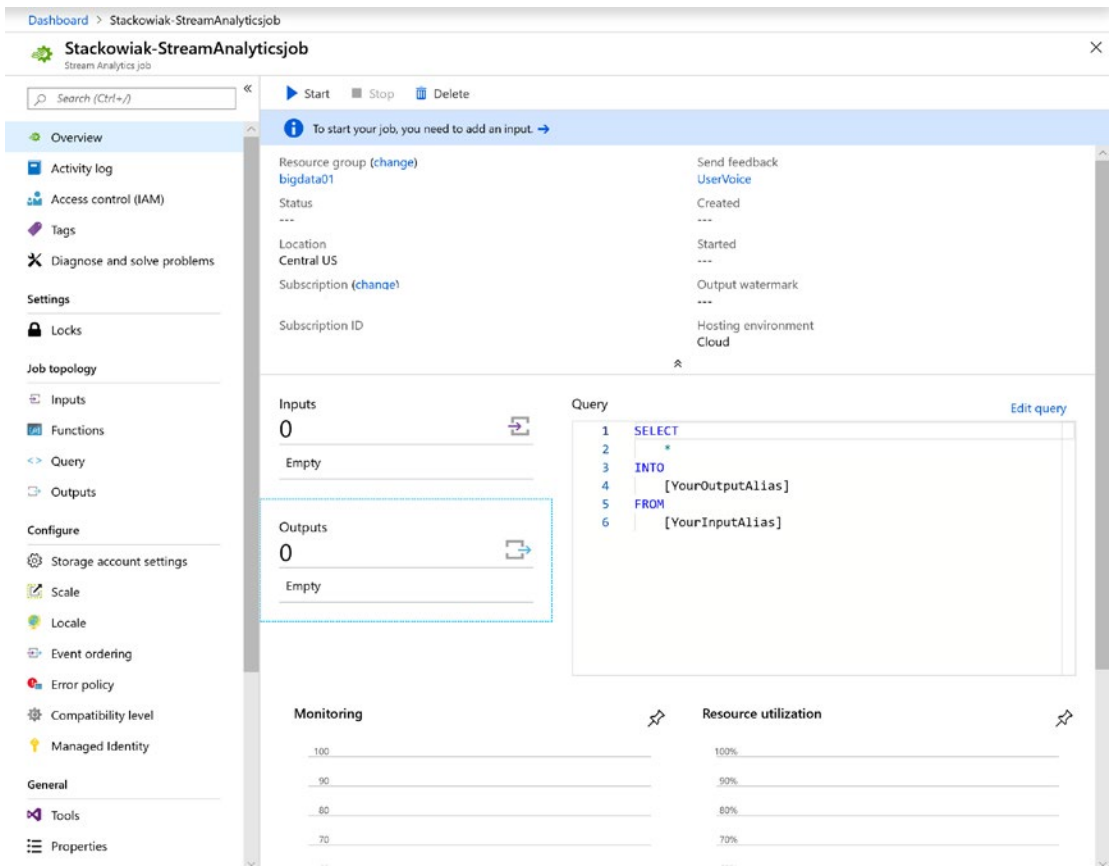 Dashboard > Stackowiak-StreamAnalyticsjob
Stackowiak-StreamAnalyticsjob
Stream Analytics job
Search (Ctrl+/)
Overview
Activity log
Access control (IAM)
Tags
Diagnose and solve problems
Settings
Locks
Job topology
Inputs
Functions
Query
Outputs
Configure
Storage account settings
Scale
Locale
Event ordering
Error policy
Compatibility level
Managed Identity
General
Tools
Properties
Start Stop Delete
To start your job, you need to add an input. →
Resource group (change)
bigdata01
Status
---
Location
Central US
Subscription (change)
Subscription ID
Send feedback
UserVoice
Created
---
Started
---
Output watermark
---
Hosting environment
Cloud
Inputs
0
Empty
Outputs
0
Empty
Query
Edit query
1 SELECT
2 *
3 INTO
4 [YourOutputAlias]
5 FROM
6 [YourInputAlias]
Monitoring
100
90
80
70
Resource utilization
100%
90%
80%
70%